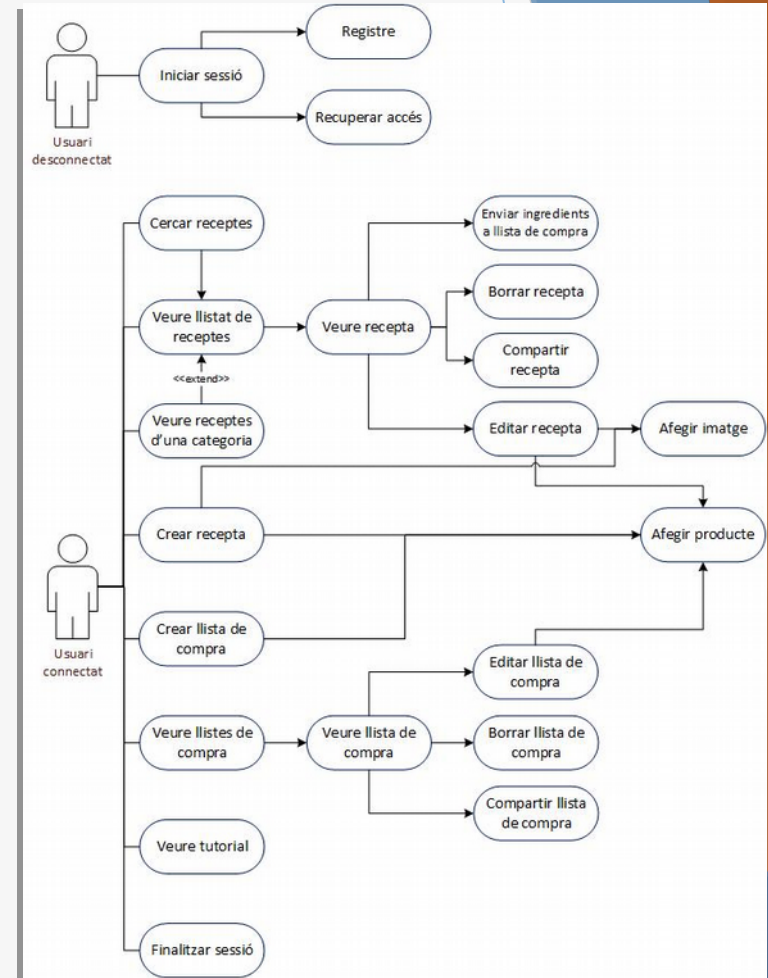 Registre
Iniciar sessió
Recuperar accés
Usuari
desconnectat
Cercar receptes
Enviar ingredients
a llista de compra
Borrar recepta
Veure llistat de
receptes
Veure recepta
Compartir
recepta
<<extend>>
Veure receptes
d'una categoria
Editar recepta
Afegir imatge
Crear recepta
Afegir producte
Usuari
connectat
Crear llista de
compra
Editar llista de
compra
Veure llistes de
compra
Veure llista de
compra
Borrar llista de
compra
Compartir llista
de compra
Veure tutorial
Finalitzar sessió